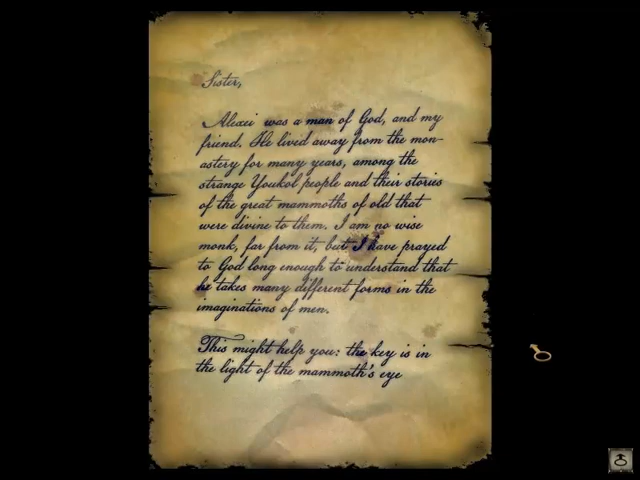 Sister,
Alexei was a man of God, and my
friend. He lived away from the mon-
astery for many years, among the
strange Youkol people and their stories
of the great mammoths of old that
were divine to them. I am no wise
monk, far from it, but I have prayed
to God long enough to understand that
he takes many different forms in the
imaginations of men.
This might help you: the key is in
the light of the mammoth's eye